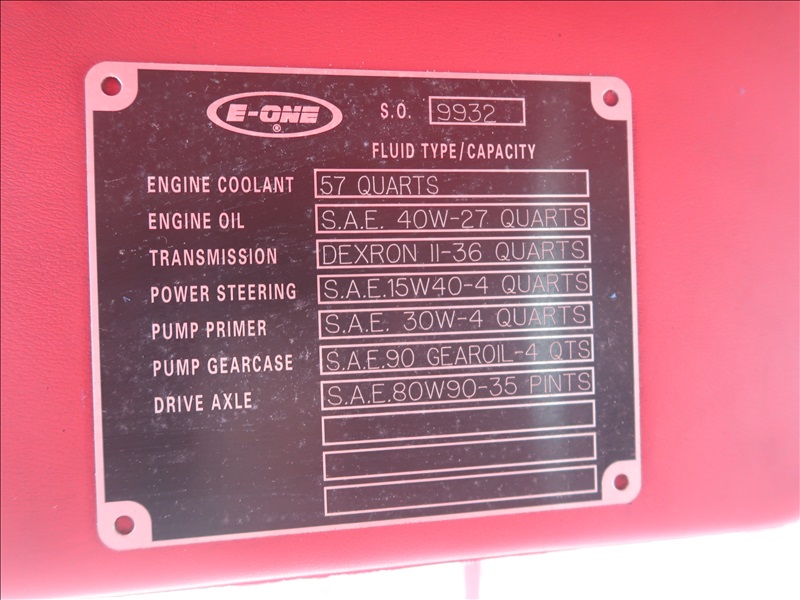 E-ONE ®
S.O. 9932
FLUID TYPE/CAPACITY
ENGINE COOLANT 57 QUARTS
ENGINE OIL S.A.E. 40W-27 QUARTS
TRANSMISSION DEXRON II-36 QUARTS
POWER STEERING S.A.E.15W40-4 QUARTS
PUMP PRIMER S.A.E. 30W-4 QUARTS
PUMP GEARCASE S.A.E.90 GEAROIL-4 QTS
DRIVE AXLE S.A.E.80W90-35 PINTS